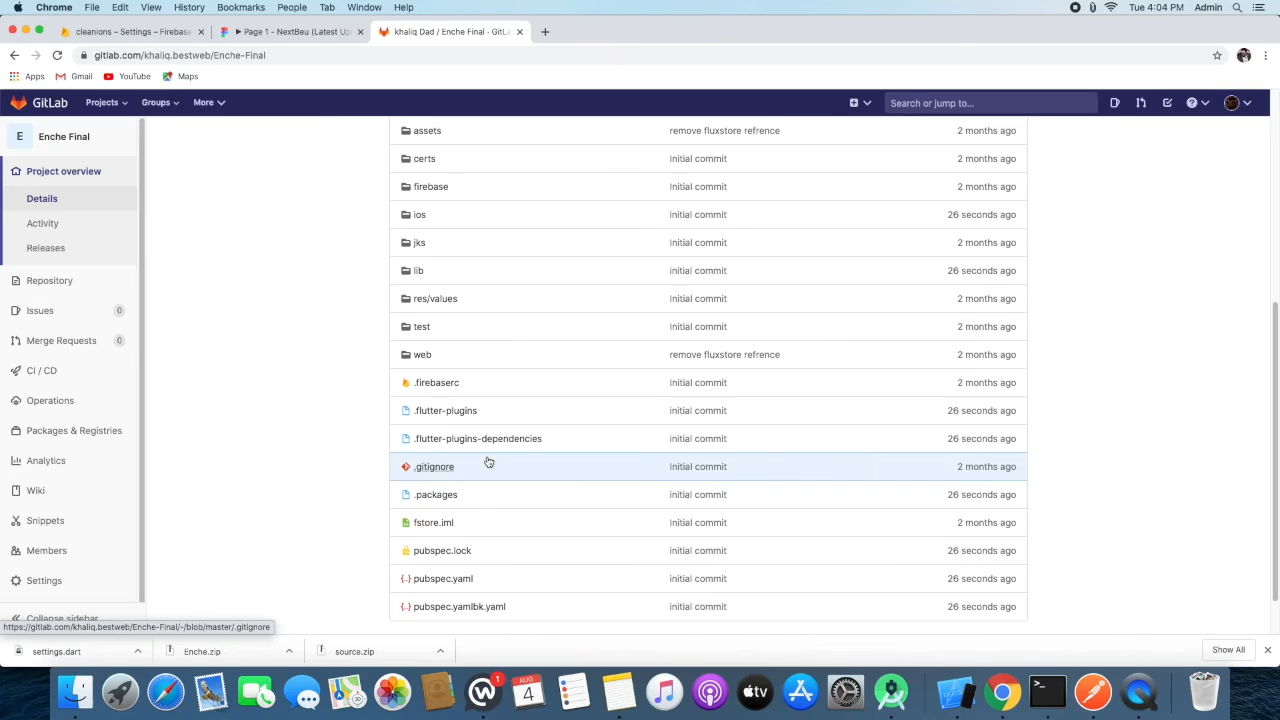 Chrome File Edit View History Bookmarks People Tab Window Help Tue 4:04 PM Admin
cleanions – Settings – Firebase Page 1 - NextBeu (Latest Up khaliq Dad / Enche Final · GitL
gitlab.com/khaliq.bestweb/Enche-Final
Apps Gmail YouTube Maps
GitLab Projects Groups More Search or jump to...
E Enche Final
Project overview
Details
Activity
Releases
Repository
Issues 0
Merge Requests 0
CI / CD
Operations
Packages & Registries
Analytics
Wiki
Snippets
Members
Settings
Collapse sidebar
assets remove fluxstore refrence 2 months ago
certs Initial commit 2 months ago
firebase Initial commit 2 months ago
ios initial commit 26 seconds ago
jks Initial commit 2 months ago
lib initial commit 26 seconds ago
res/values Initial commit 2 months ago
test Initial commit 2 months ago
web remove fluxstore refrence 2 months ago
.firebaserc Initial commit 2 months ago
.flutter-plugins initial commit 26 seconds ago
.flutter-plugins-dependencies initial commit 26 seconds ago
.gitignore Initial commit 2 months ago
.packages initial commit 26 seconds ago
fstore.iml Initial commit 2 months ago
pubspec.lock initial commit 26 seconds ago
pubspec.yaml initial commit 26 seconds ago
pubspec.yamlbk.yaml initial commit 26 seconds ago
https://gitlab.com/khaliq.bestweb/Enche-Final/-/blob/master/.gitignore
settings.dart Enche.zip source.zip Show All
1 AUG 4 tv